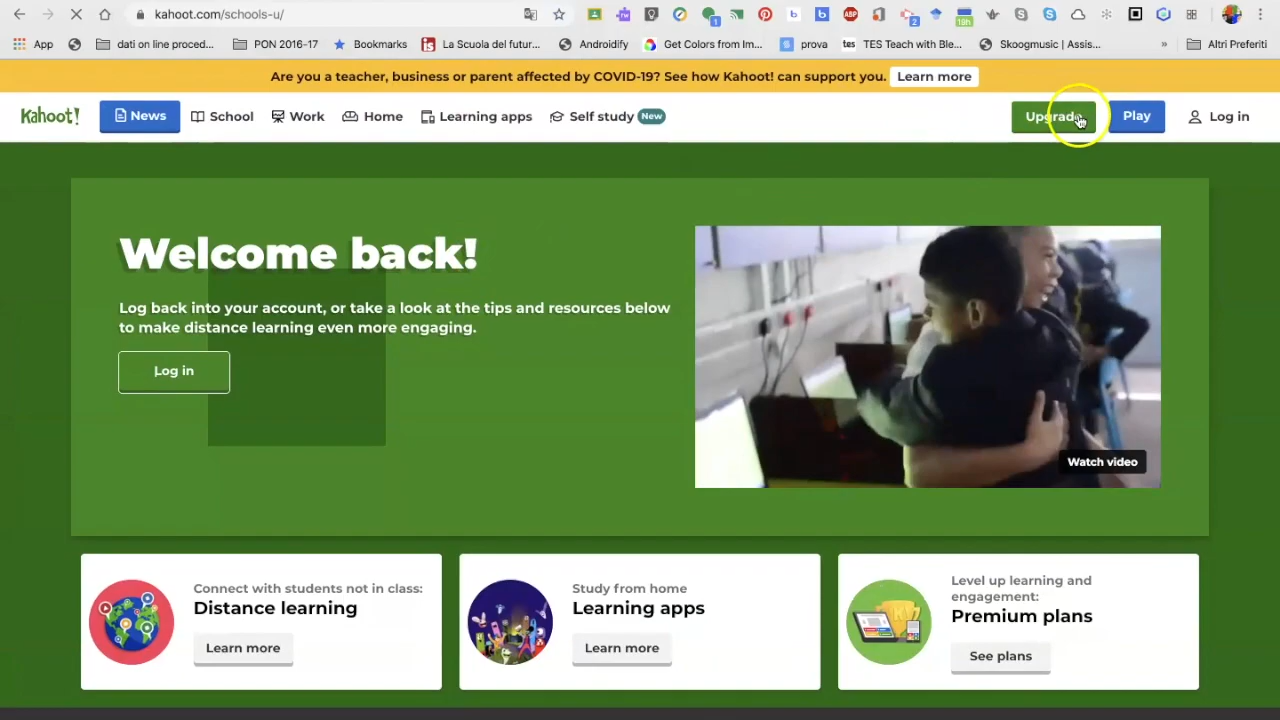 kahoot.com/schools-u/
App
dati on line proced...
PON 2016-17
Bookmarks
La Scuola del futur...
Androidify
Get Colors from Im...
prova
TES Teach with Ble...
Skoogmusic | Assis...
»
Altri Preferiti
Are you a teacher, business or parent affected by COVID-19? See how Kahoot! can support you. Learn more
Kahoot! News School Work Home Learning apps Self study New Upgrade Play Log in
Welcome back!
Log back into your account, or take a look at the tips and resources below
to make distance learning even more engaging.
Log in
Watch video
Connect with students not in class:
Distance learning
Learn more
Study from home
Learning apps
Learn more
Level up learning and
engagement:
Premium plans
See plans